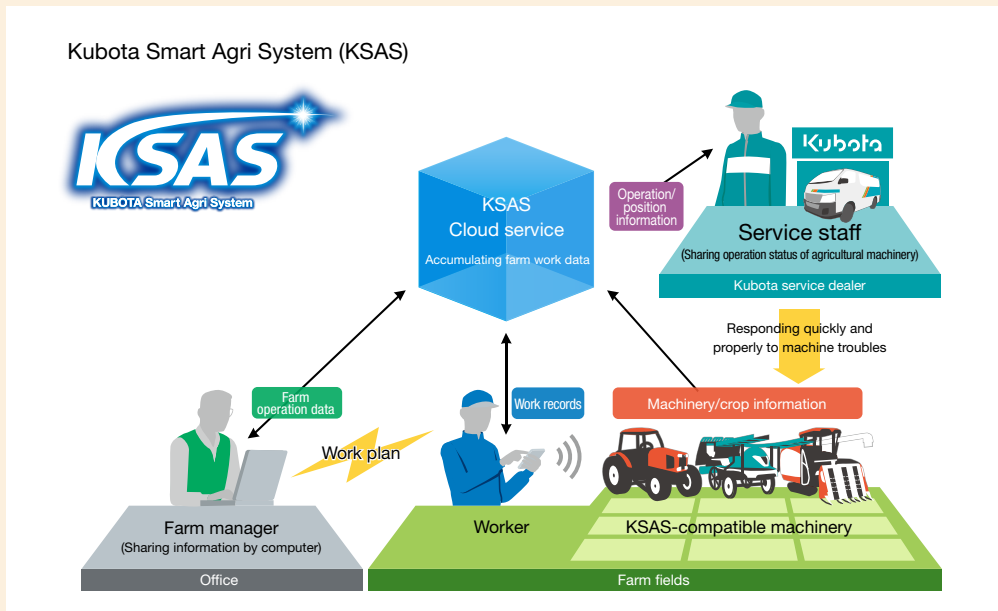 Kubota Smart Agri System (KSAS)
KSAS
KUBOTA Smart Agri System
KSAS
Cloud service
Accumulating farm work data
Operation/
position
information
Kubota
Service staff
(Sharing operation status of agricultural machinery)
Kubota service dealer
Responding quickly and
properly to machine troubles
Farm
operation data
Work plan
Work records
Machinery/crop information
Farm manager
(Sharing information by computer)
Office
Worker
KSAS-compatible machinery
Farm fields